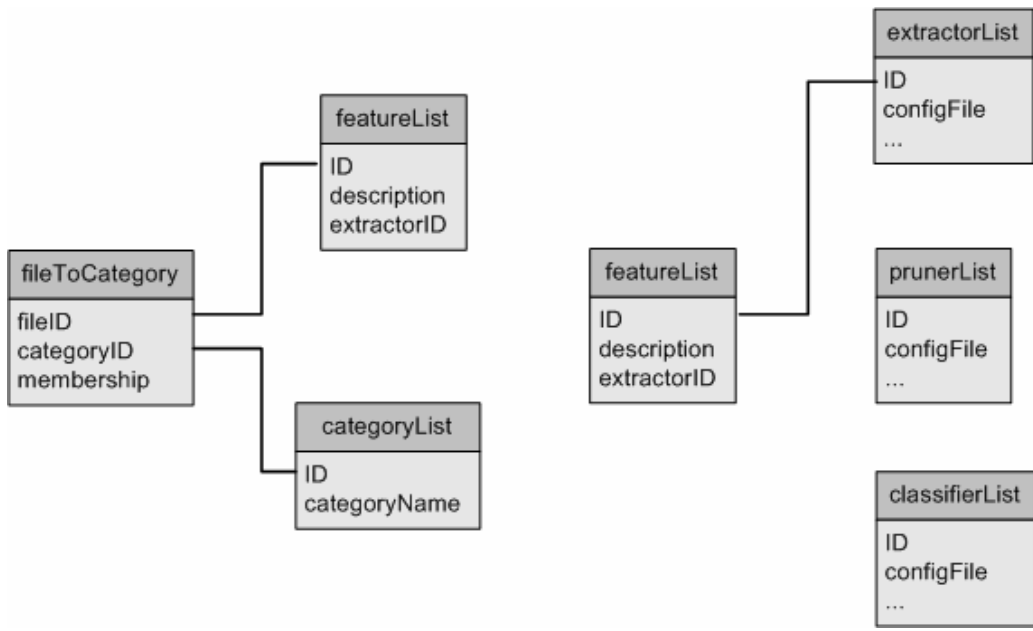 fileToCategory
fileID
categoryID
membership
featureList
ID
description
extractorID
categoryList
ID
categoryName
featureList
ID
description
extractorID
extractorList
ID
configFile
...
prunerList
ID
configFile
...
classifierList
ID
configFile
...